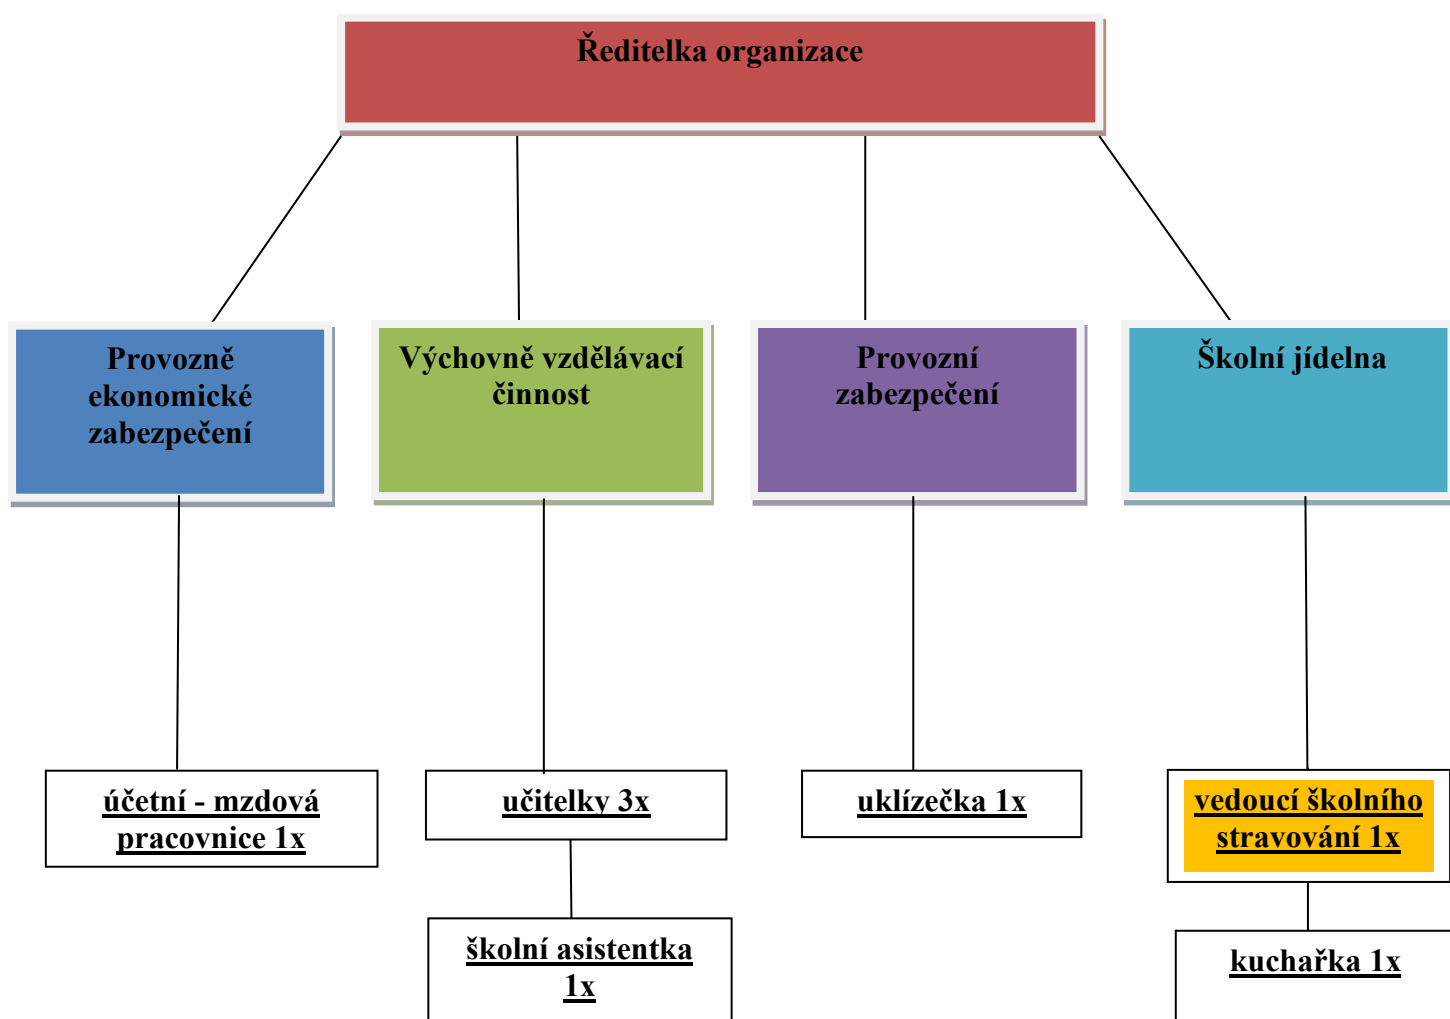 Ředitelka organizace
Provozně
ekonomické
zabezpečení
Výchovně vzdělávací
činnost
Provozní
zabezpečení
Školní jídelna
účetní - mzdová
pracovnice 1x
učitelky 3x
uklízečka 1x
vedoucí školního
stravování 1x
školní asistentka
1x
kuchařka 1x